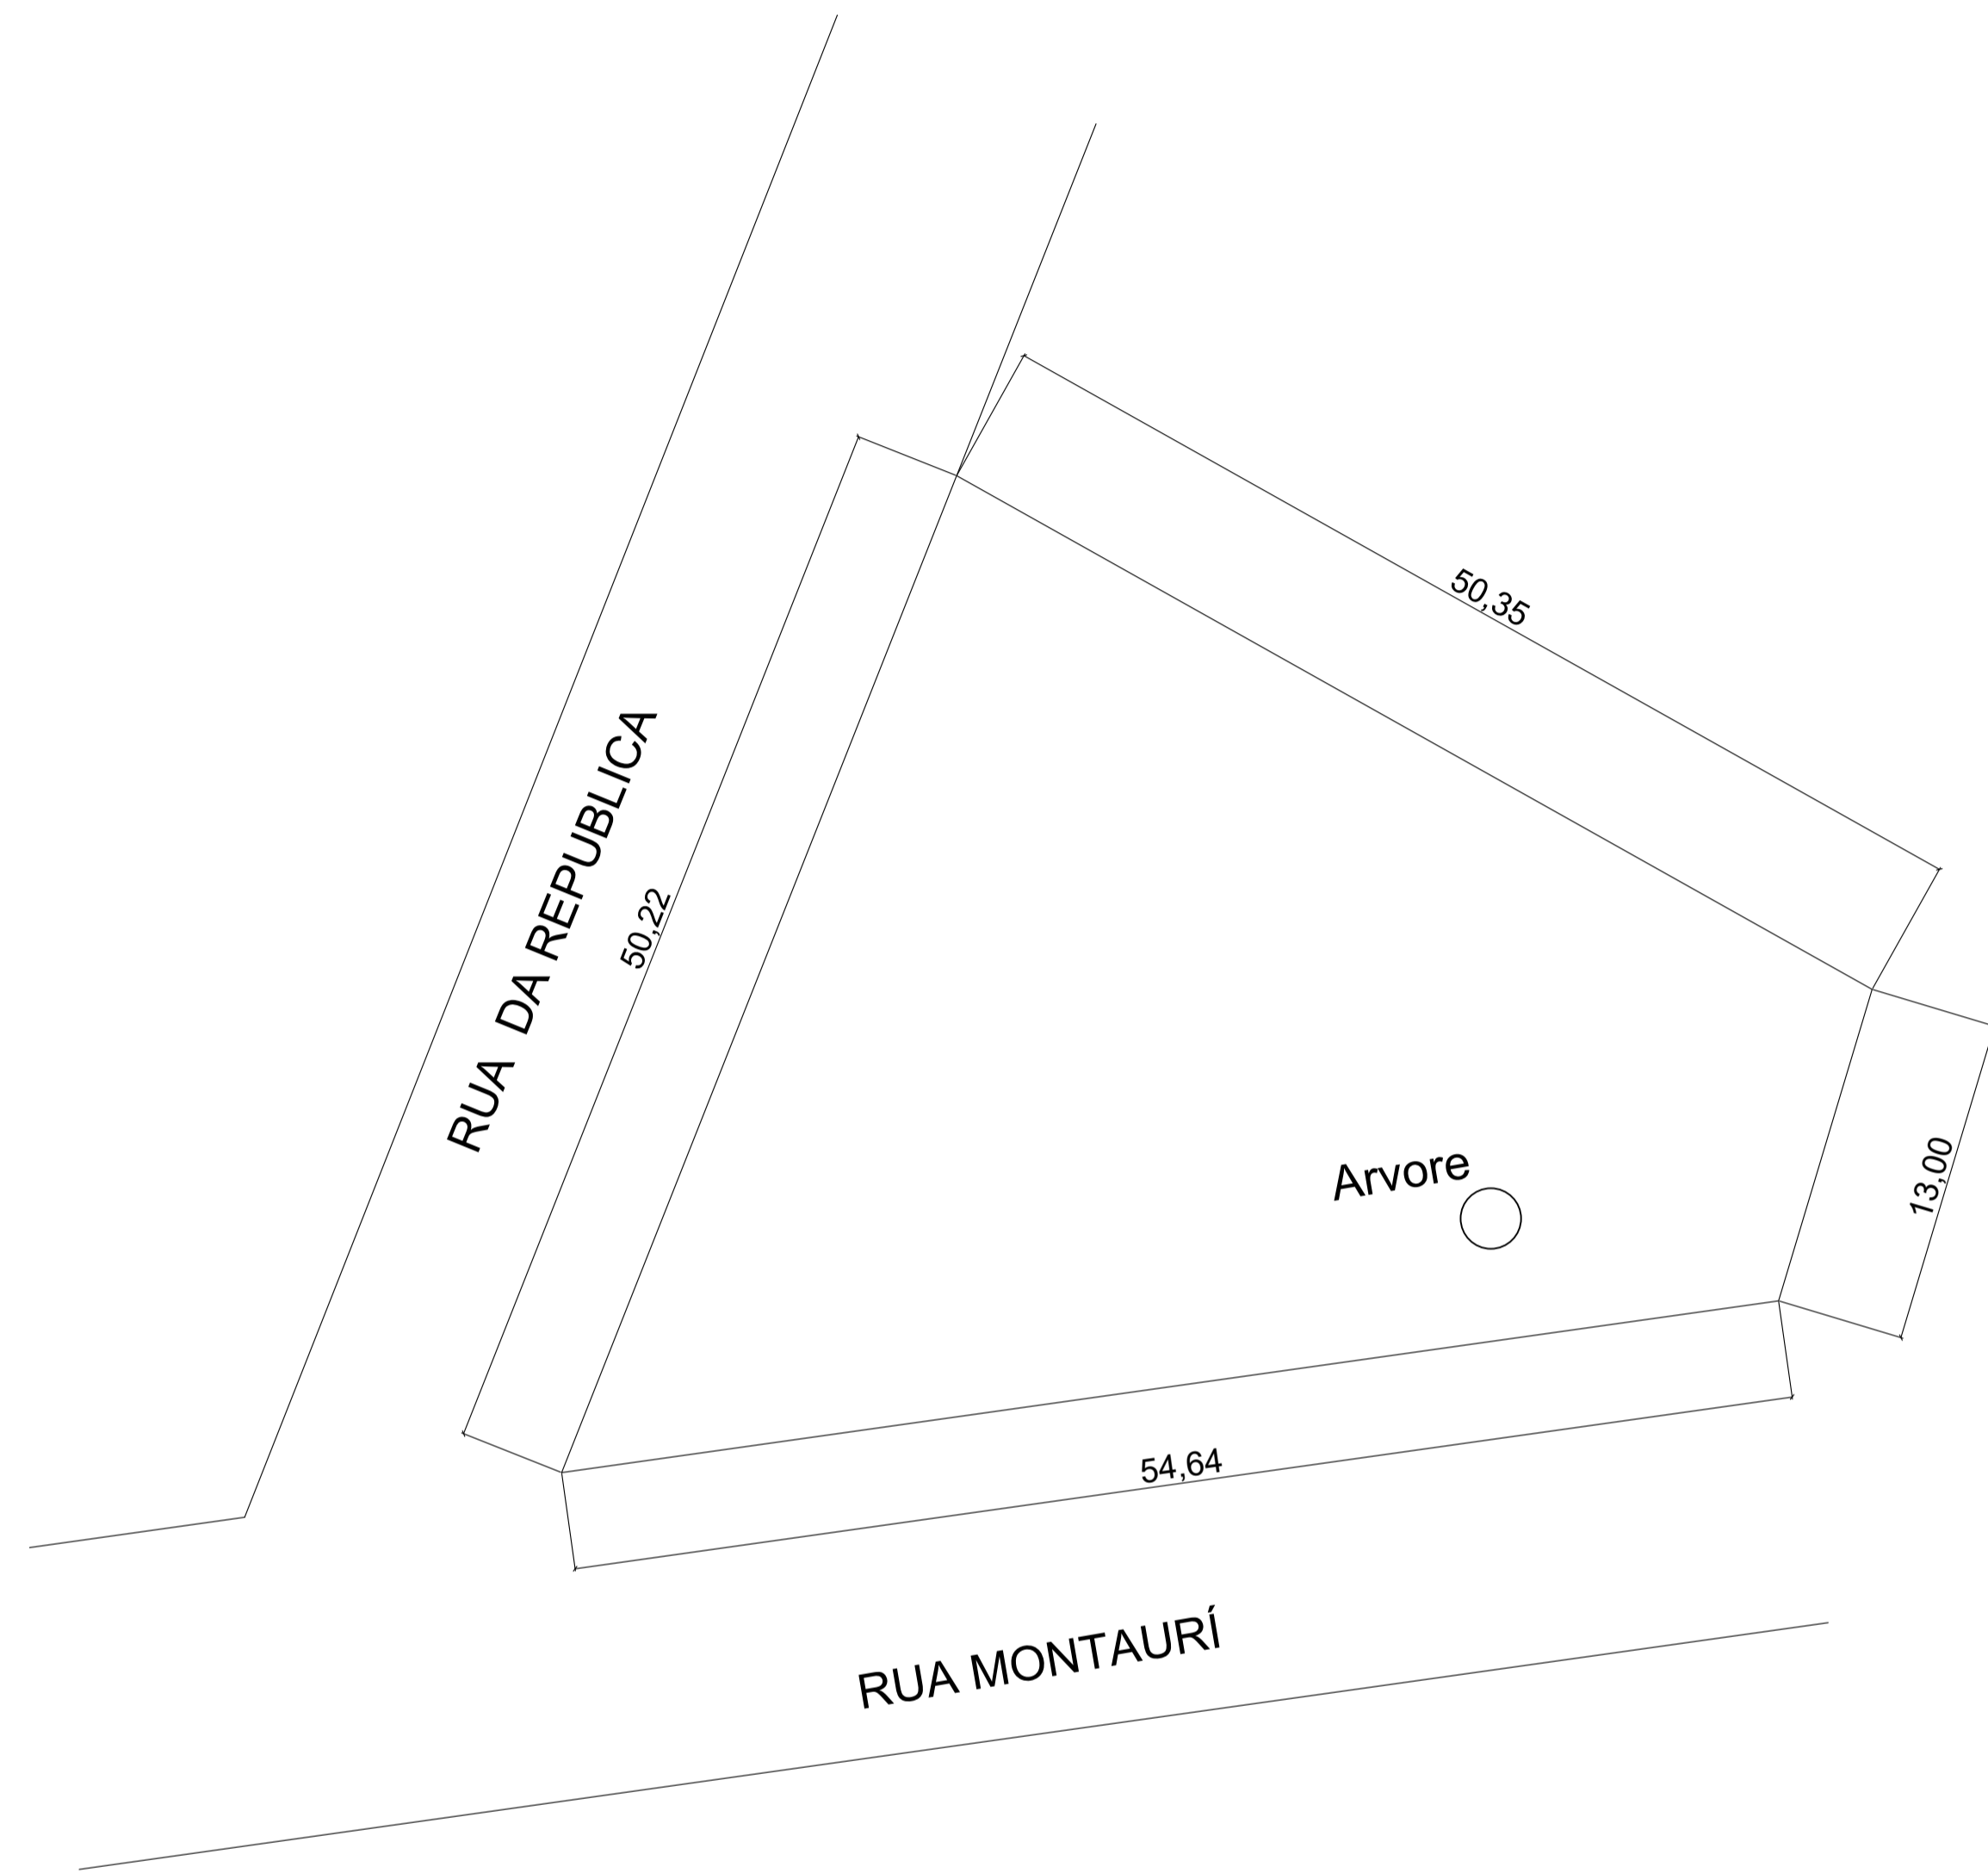 50,35
RUA DA REPUBLICA
50,22
Arvore
13,00
54,64
RUA MONTAURÍ